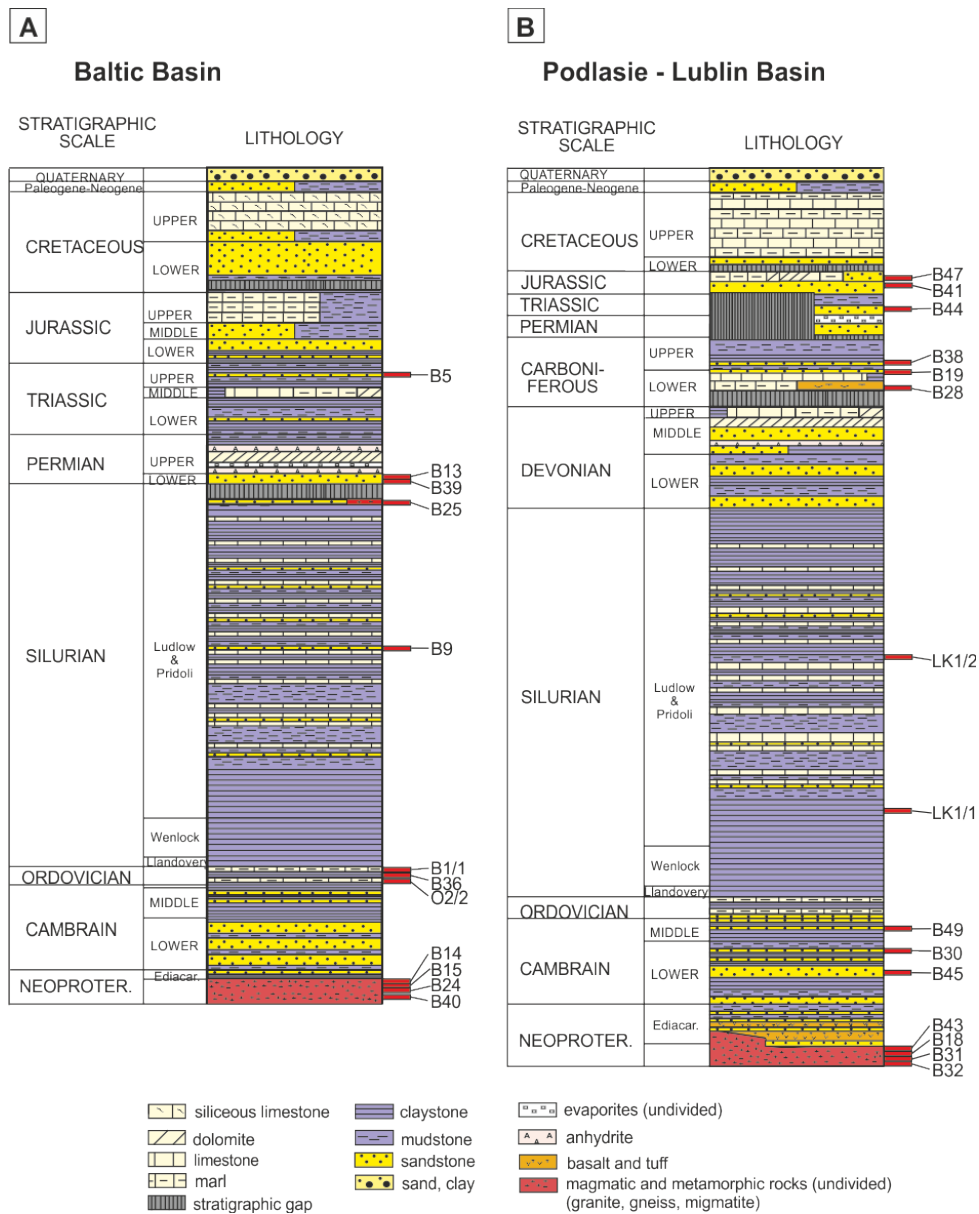 A
Baltic Basin
STRATIGRAPHIC
SCALE
LITHOLOGY
QUATERNARY
Paleogene-Neogene
CRETACEOUS
UPPER
LOWER
JURASSIC
UPPER
MIDDLE
LOWER
TRIASSIC
UPPER
MIDDLE
LOWER
PERMIAN
UPPER
LOWER
SILURIAN
Ludlow
&
Pridoli
Wenlock
Llandovery
ORDOVICIAN
CAMBRAIN
MIDDLE
LOWER
NEOPROTER.
Ediacar.
B5
B13
B39
B25
B9
B1/1
B36
O2/2
B14
B15
B24
B40
B
Podlasie - Lublin Basin
STRATIGRAPHIC
SCALE
LITHOLOGY
QUATERNARY
Paleogene-Neogene
CRETACEOUS
UPPER
LOWER
JURASSIC
TRIASSIC
PERMIAN
CARBONI-
FEROUS
UPPER
LOWER
DEVONIAN
UPPER
MIDDLE
LOWER
SILURIAN
Ludlow
&
Pridoli
Wenlock
Llandovery
ORDOVICIAN
CAMBRAIN
MIDDLE
LOWER
NEOPROTER.
Ediacar.
B47
B41
B44
B38
B19
B28
LK1/2
LK1/1
B49
B30
B45
B43
B18
B31
B32
siliceous limestone
dolomite
limestone
marl
stratigraphic gap
claystone
mudstone
sandstone
sand, clay
evaporites (undivided)
anhydrite
basalt and tuff
magmatic and metamorphic rocks (undivided)
(granite, gneiss, migmatite)